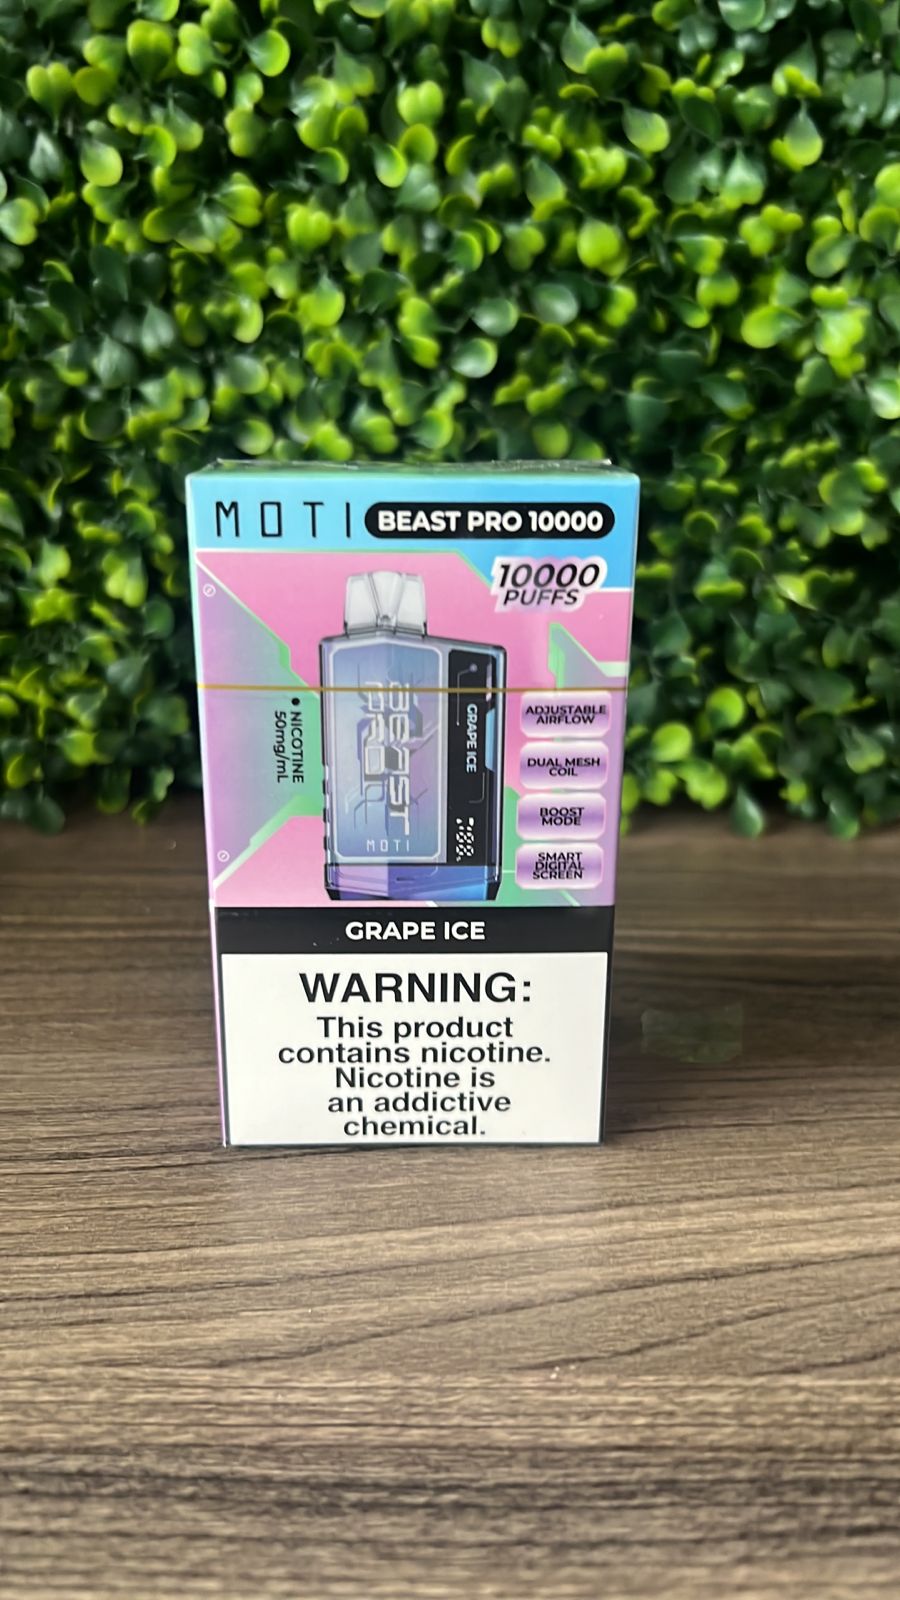 MOTI BEAST PRO 10000
10000
PUFFS
NICOTINE
50mg/mL
BEAST
PRO
MOTI
GRAPE ICE
ADJUSTABLE
AIRFLOW
DUAL MESH
COIL
BOOST
MODE
SMART
DIGITAL
SCREEN
GRAPE ICE
WARNING:
This product
contains nicotine.
Nicotine is
an addictive
chemical.